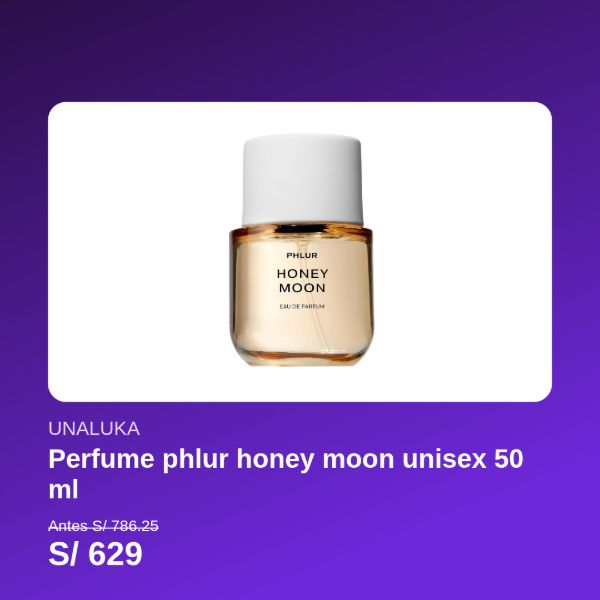 PHLUR
HONEY
MOON
EAU DE PARFUM
UNALUKA
Perfume phlur honey moon unisex 50
ml
Antes S/ 786.25
S/ 629